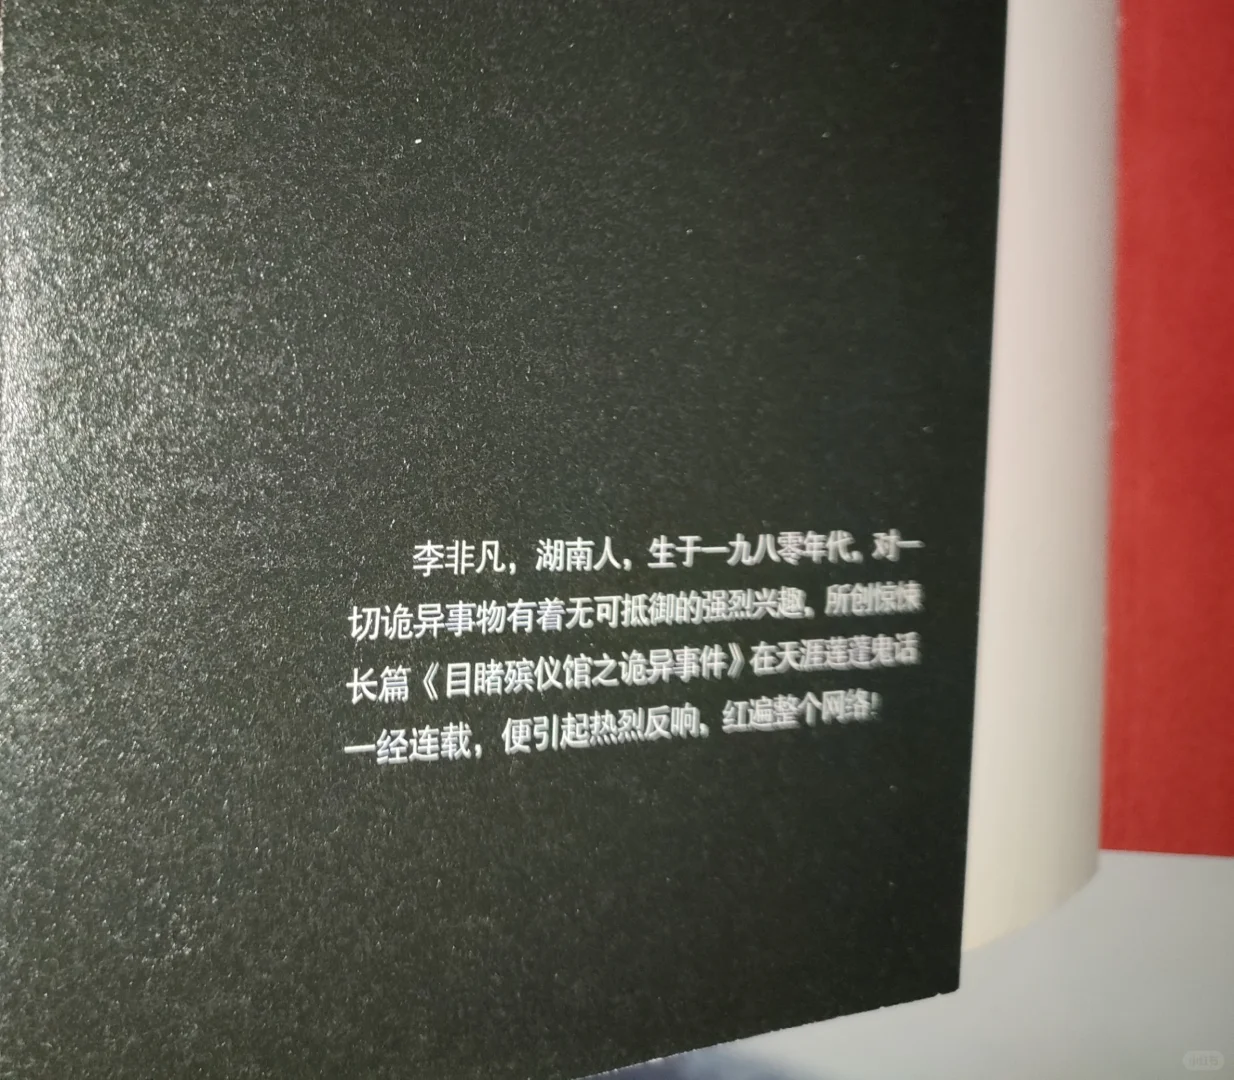 李非凡，湖南人，生于一九八零年代。对一
切诡异事物有着无可抵御的强烈兴趣。所创惊悚
长篇《目睹殡仪馆之诡异事件》在天涯莲蓬鬼话
一经连载，便引起热烈反响，红遍整个网络！
小红书